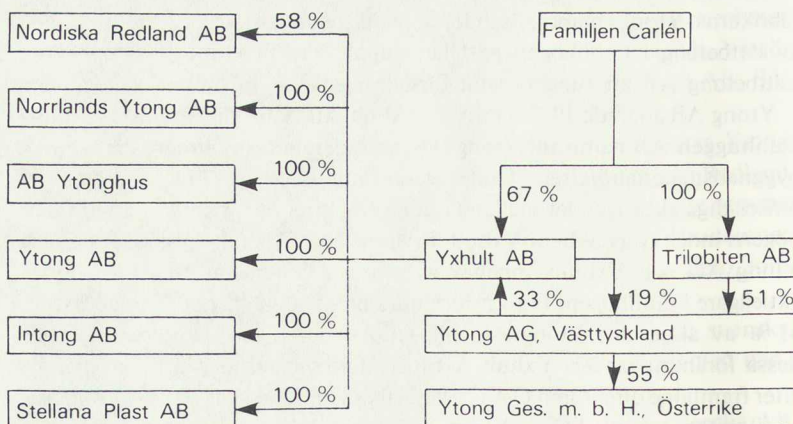 58 %
Nordiska Redland AB
Familjen Carlén
100 %
Norrlands Ytong AB
100 %
AB Ytonghus
67 %
100 %
100 %
Ytong AB
Yxhult AB
Trilobiten AB
33 %
19 %
51 %
100 %
Intong AB
Ytong AG, Västtyskland
55 %
100 %
Stellana Plast AB
Ytong Ges. m. b. H., Österrike